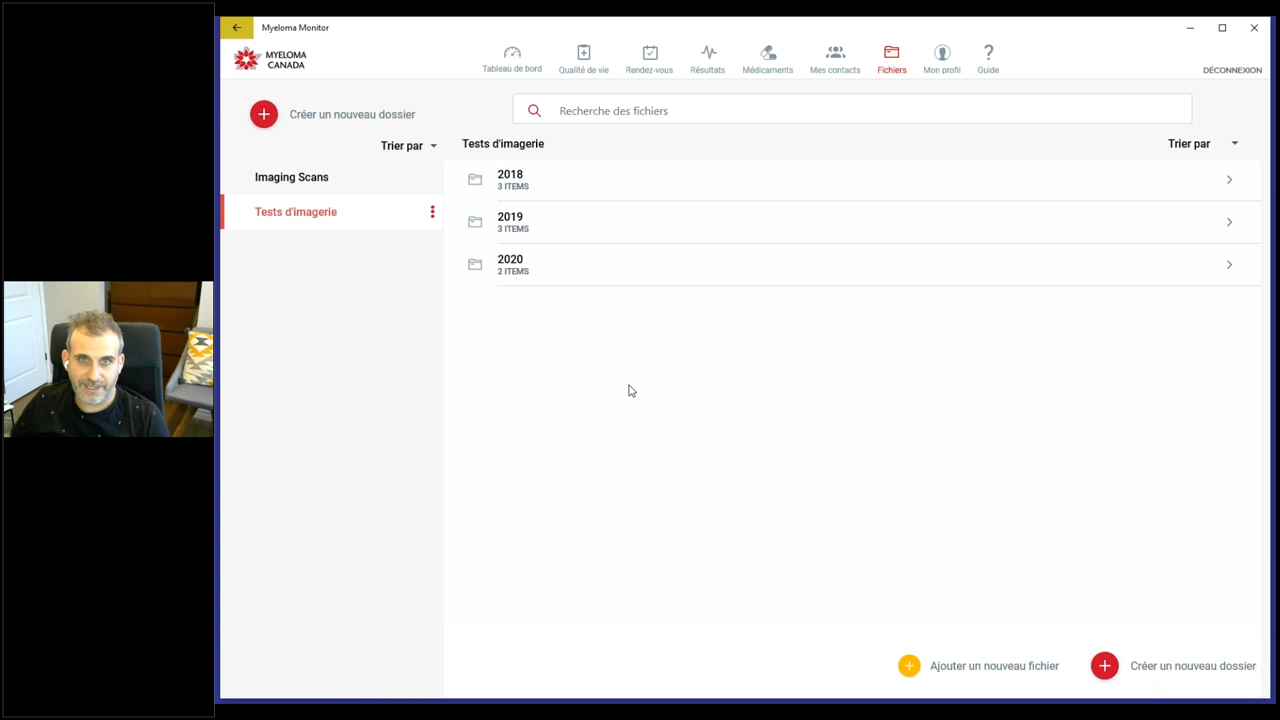 Myeloma Monitor
MYELOMA
CANADA
Tableau de bord
Qualité de vie
Rendez-vous
Résultats
Médicaments
Mes contacts
Fichiers
Mon profil
Guide
DÉCONNEXION
Créer un nouveau dossier
Recherche des fichiers
Trier par
Imaging Scans
Tests d'imagerie
Tests d'imagerie
Trier par
2018
3 ITEMS
2019
3 ITEMS
2020
2 ITEMS
Ajouter un nouveau fichier
Créer un nouveau dossier